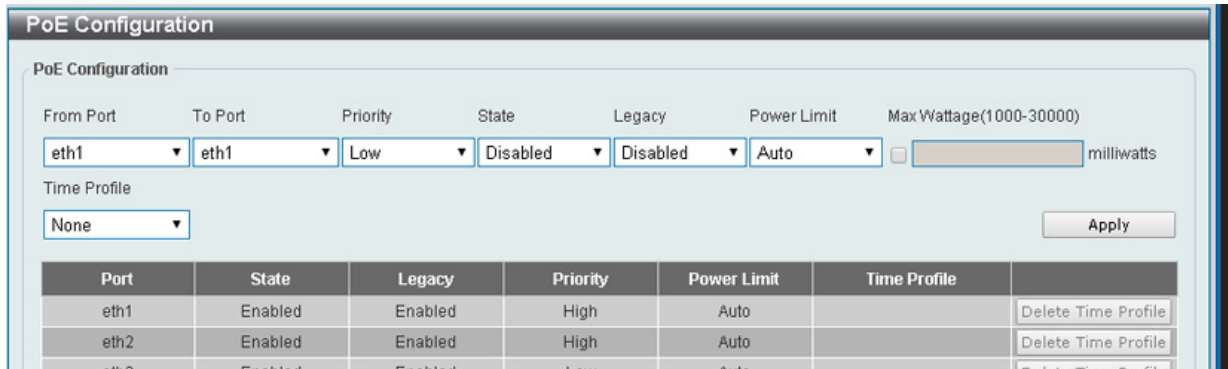 PoE Configuration
PoE Configuration
From Port To Port Priority State Legacy Power Limit Max Wattage(1000-30000)
eth1 eth1 Low Disabled Disabled Auto milliwatts
Time Profile
None Apply
Port State Legacy Priority Power Limit Time Profile
eth1 Enabled Enabled High Auto Delete Time Profile
eth2 Enabled Enabled High Auto Delete Time Profile